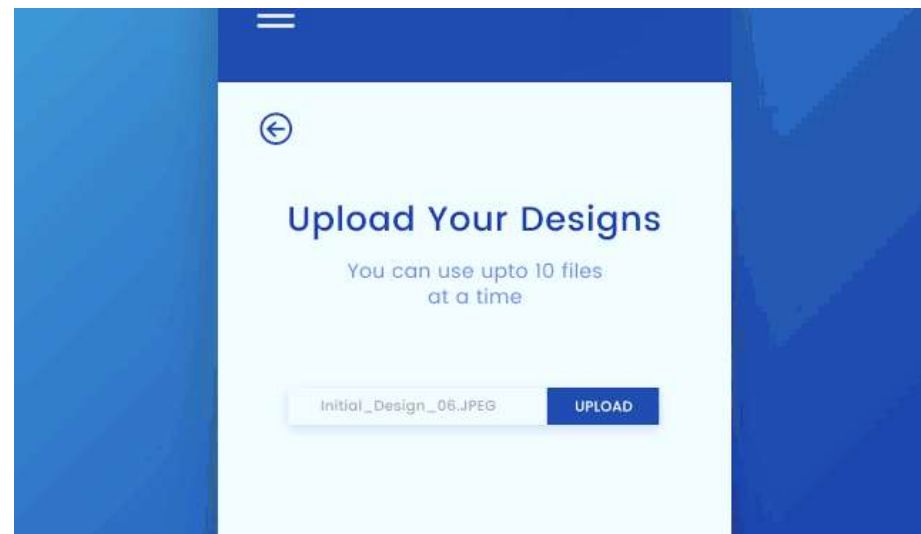 Upload Your Designs
You can use upto 10 files
at a time
Initial_Design_06.JPEG
UPLOAD